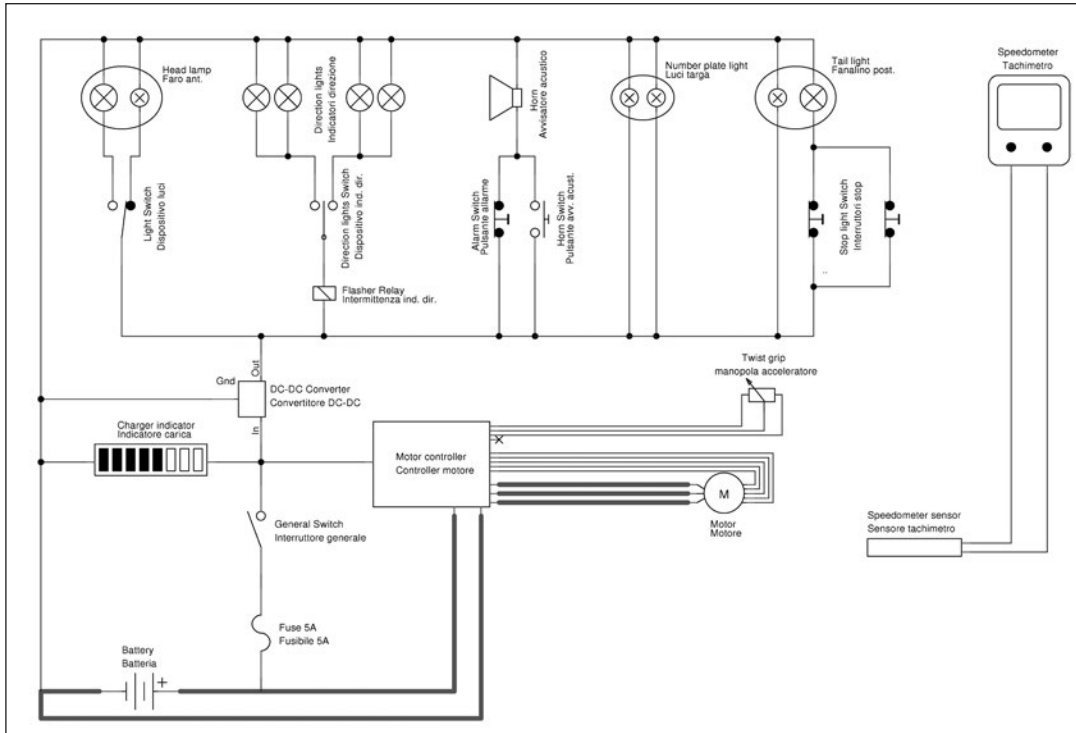 Head lamp
Faro ant.
Direction lights
Indicatori direzione
Horn
Avvisatore acustico
Number plate light
Luci targa
Tail light
Fanalino post.
Speedometer
Tachimetro
Light Switch
Dispositivo luci
Direction lights Switch
Dispositivo ind. dir.
Alarm Switch
Pulsante allarme
Horn Switch
Pulsante avv. acust.
Stop light Switch
Interruttori stop
Flasher Relay
Intermittenza ind. dir.
Out
Gnd
DC-DC Converter
Convertitore DC-DC
In
Twist grip
manopola acceleratore
Charger indicator
Indicatore carica
Motor controller
Controller motore
M
Motor
Motore
Speedometer sensor
Sensore tachimetro
General Switch
Interruttore generale
Fuse 5A
Fusibile 5A
Battery
Batteria
+